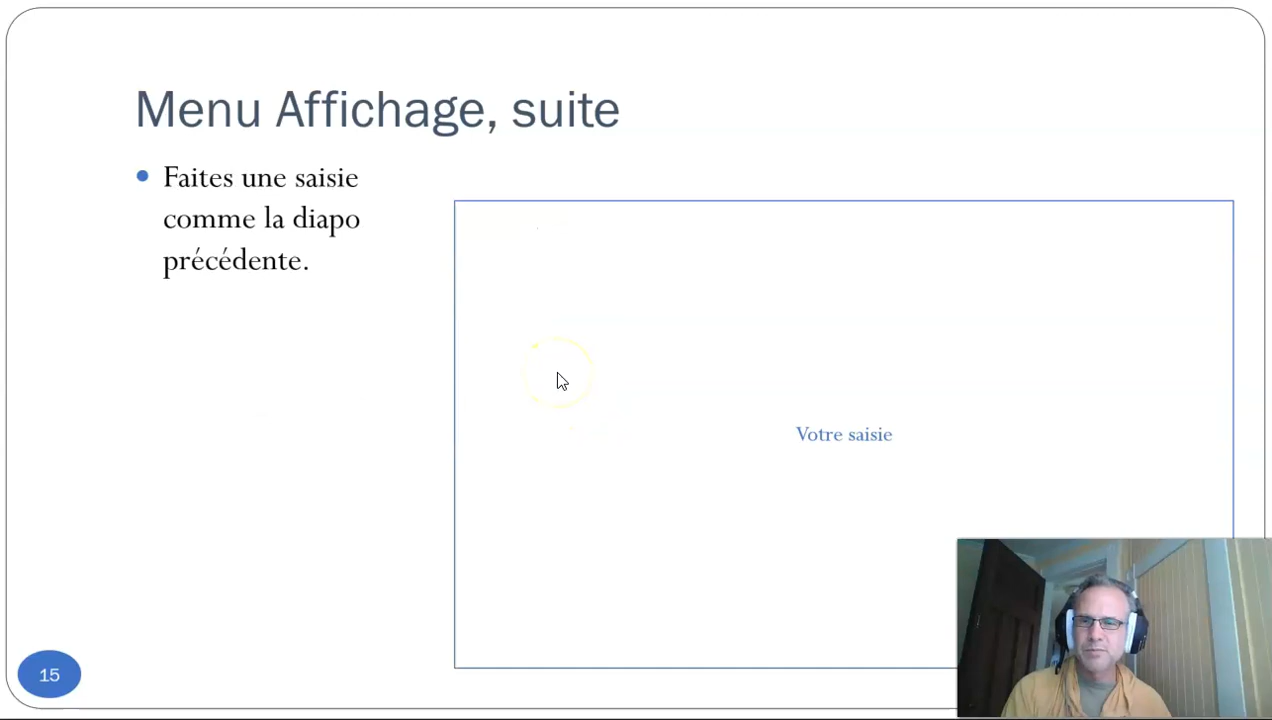 Menu Affichage, suite
Faites une saisie
comme la diapo
précédente.
Votre saisie
15